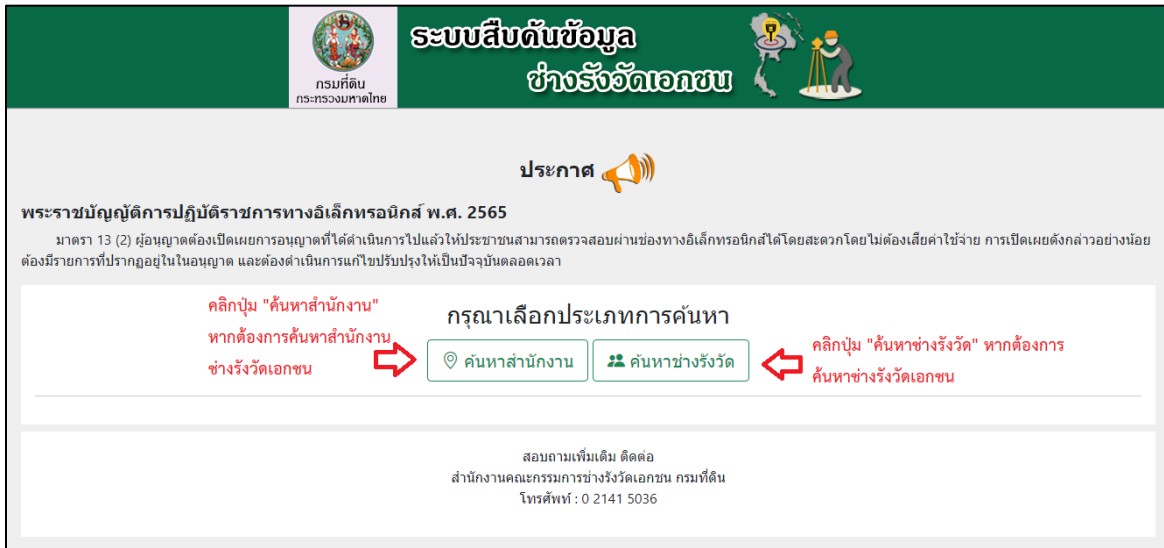 กรมที่ดิน
กระทรวงมหาดไทย
ระบบสืบค้นข้อมูล
ช่างรังวัดเอกชน
ประกาศ
พระราชบัญญัติการปฏิบัติราชการทางอิเล็กทรอนิกส์ พ.ศ. 2565
มาตรา 13 (2) ผู้อนุญาตต้องเปิดเผยการอนุญาตที่ได้ดำเนินการไปแล้วให้ประชาชนสามารถตรวจสอบผ่านช่องทางอิเล็กทรอนิกส์ได้โดยสะดวกโดยไม่ต้องเสียค่าใช้จ่าย การเปิดเผยดังกล่าวอย่างน้อย
ต้องมีรายการที่ปรากฏอยู่ในใบอนุญาต และต้องดำเนินการแก้ไขปรับปรุงให้เป็นปัจจุบันตลอดเวลา
คลิกปุ่ม "ค้นหาสำนักงาน"
หากต้องการค้นหาสำนักงาน
ช่างรังวัดเอกชน
กรุณาเลือกประเภทการค้นหา
ค้นหาสำนักงาน
ค้นหาช่างรังวัด
คลิกปุ่ม "ค้นหาช่างรังวัด" หากต้องการ
ค้นหาช่างรังวัดเอกชน
สอบถามเพิ่มเติม ติดต่อ
สำนักงานคณะกรรมการช่างรังวัดเอกชน กรมที่ดิน
โทรศัพท์ : 0 2141 5036